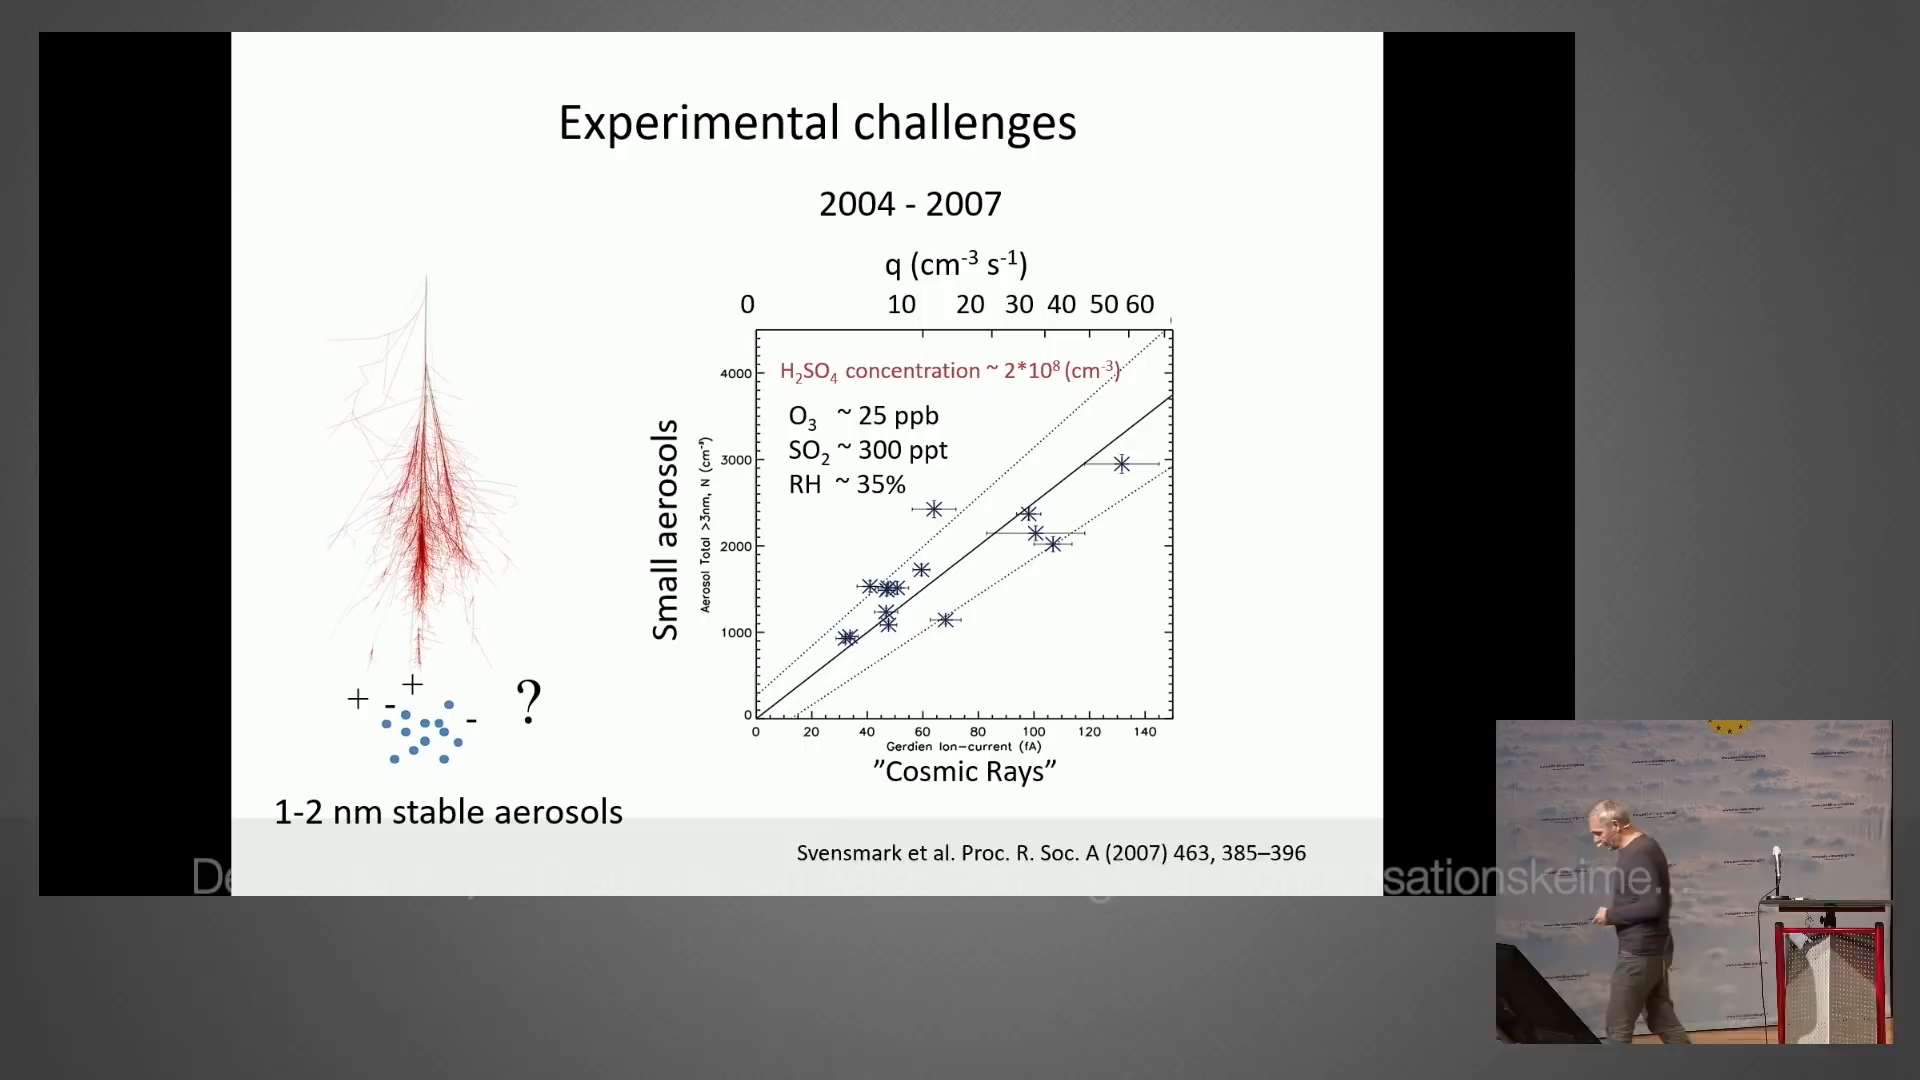 Experimental challenges
2004 - 2007
q (cm-3 s-1)
0 10 20 30 40 50 60
H2SO4 concentration ~ 2*108 (cm-3)
O3 ~ 25 ppb
SO2 ~ 300 ppt
RH ~ 35%
4000
3000
2000
1000
0
Small aerosols
Aerosol Total >3nm, N (cm-3)
0 20 40 60 80 100 120 140
Gerdien Ion-current (fA)
”Cosmic Rays”
+ + - - ?
1-2 nm stable aerosols
Svensmark et al. Proc. R. Soc. A (2007) 463, 385–396
sationskeime...